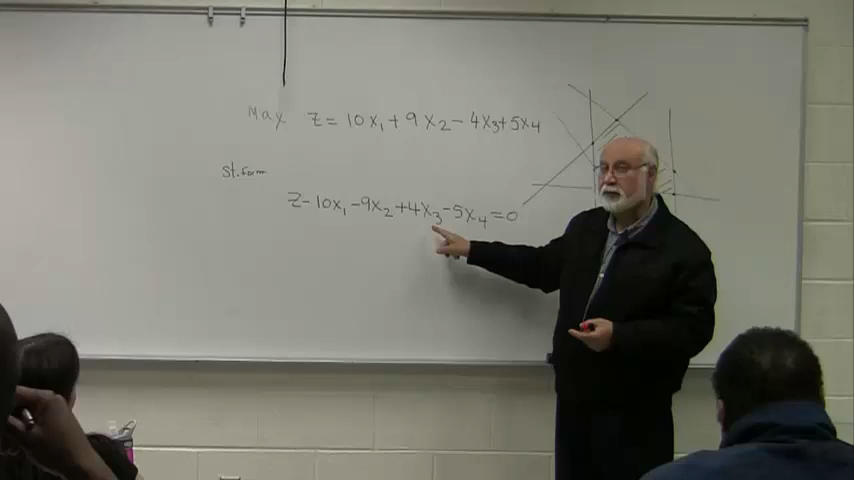 Max Z = 10x₁ + 9x₂ - 4x₃ + 5x₄
St. form
Z - 10x₁ - 9x₂ + 4x₃ - 5x₄ = 0